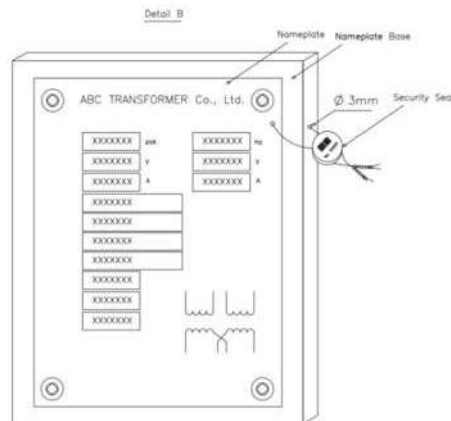 Detail B
Nameplate
Nameplate Base
ABC TRANSFORMER Co., Ltd.
Ø 3mm
Security Sea
XXXXXXX kVA XXXXXXX Hz
XXXXXXX V XXXXXXX V
XXXXXXX A XXXXXXX A
XXXXXXX
XXXXXXX
XXXXXXX
XXXXXXX
XXXXXXX
XXXXXXX
XXXXXXX